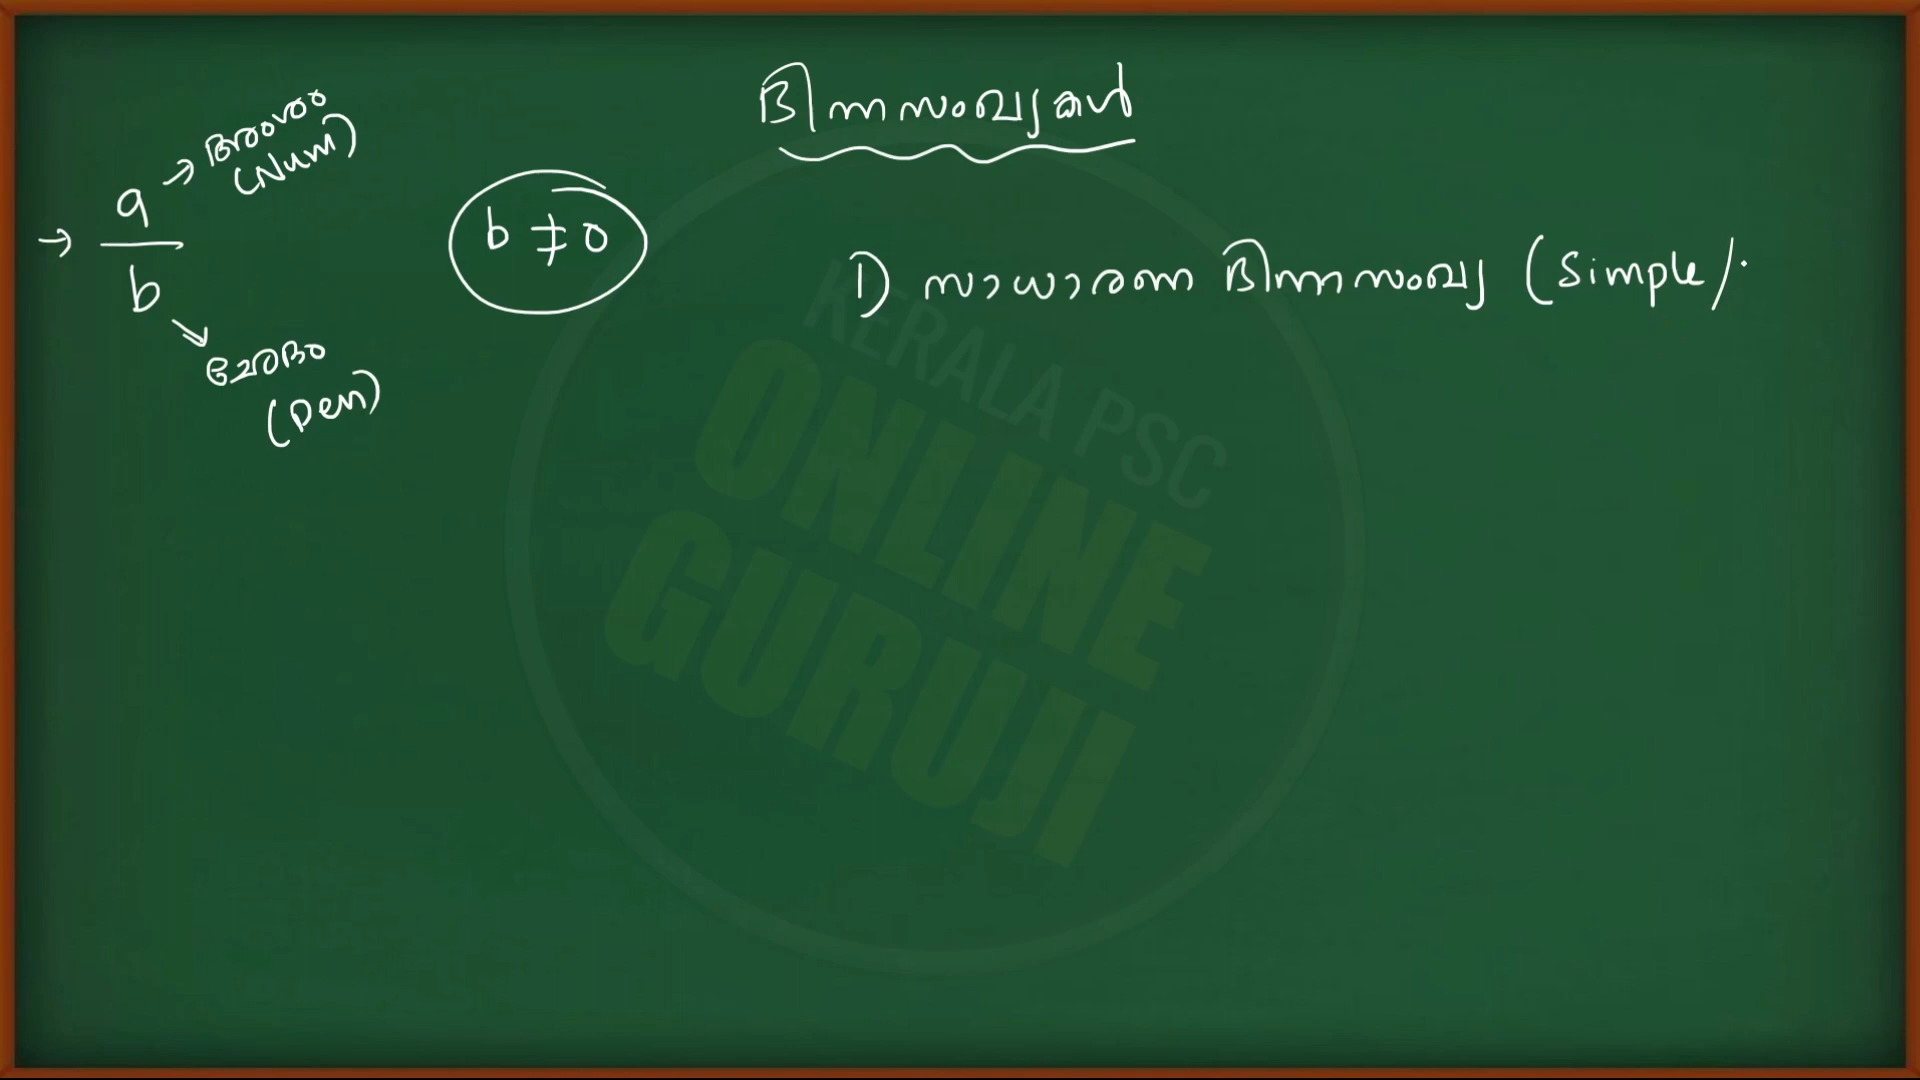 ഭിന്നസംഖ്യകൾ
→ a/b
→ അംശം
(Num)
ഛേദം
(Den)
b ≠ 0
1) സാധാരണ ഭിന്നസംഖ്യ (Simple)
KERALA PSC
ONLINE
GURUJI